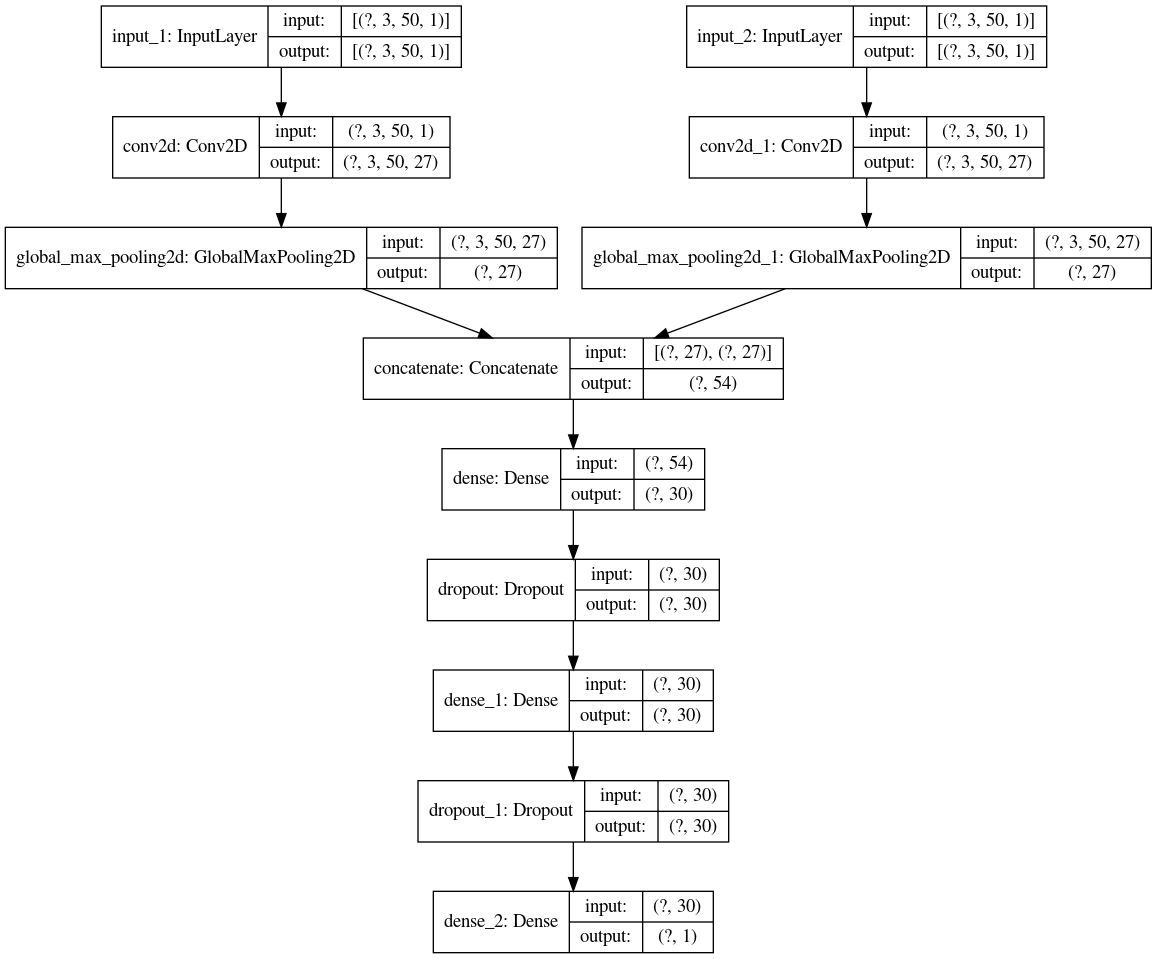 input_1: InputLayer
input:
[(?, 3, 50, 1)]
output:
[(?, 3, 50, 1)]
input_2: InputLayer
input:
[(?, 3, 50, 1)]
output:
[(?, 3, 50, 1)]
conv2d: Conv2D
input:
(?, 3, 50, 1)
output:
(?, 3, 50, 27)
conv2d_1: Conv2D
input:
(?, 3, 50, 1)
output:
(?, 3, 50, 27)
global_max_pooling2d: GlobalMaxPooling2D
input:
(?, 3, 50, 27)
output:
(?, 27)
global_max_pooling2d_1: GlobalMaxPooling2D
input:
(?, 3, 50, 27)
output:
(?, 27)
concatenate: Concatenate
input:
[(?, 27), (?, 27)]
output:
(?, 54)
dense: Dense
input:
(?, 54)
output:
(?, 30)
dropout: Dropout
input:
(?, 30)
output:
(?, 30)
dense_1: Dense
input:
(?, 30)
output:
(?, 30)
dropout_1: Dropout
input:
(?, 30)
output:
(?, 30)
dense_2: Dense
input:
(?, 30)
output:
(?, 1)